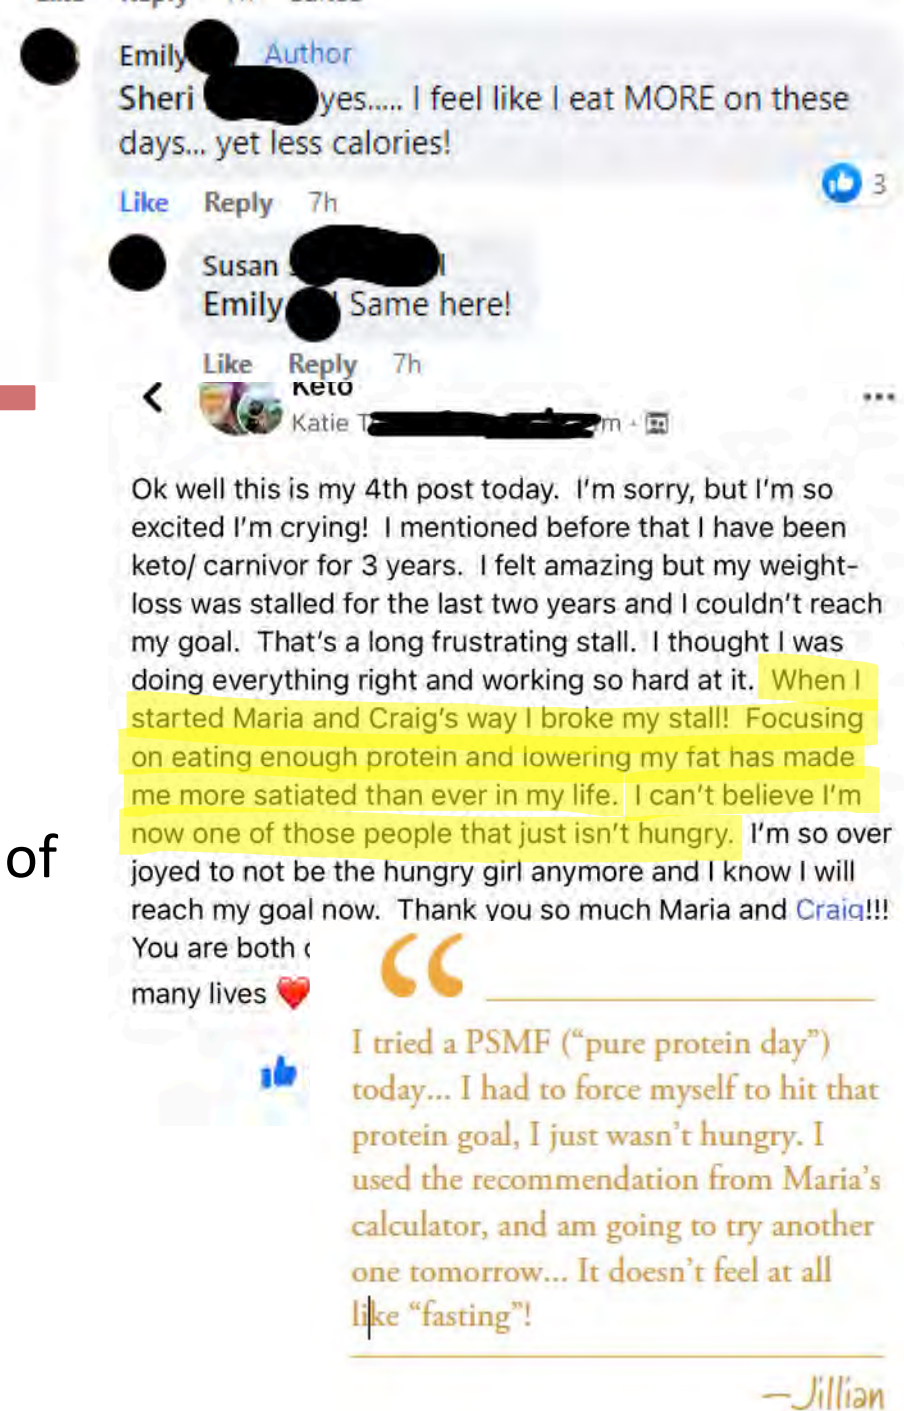 Emily Author
Sheri yes..... I feel like I eat MORE on these
days... yet less calories!
3
Like Reply 7h
Susan
Emily Same here!
Like Reply 7h
Keto
Katie
Ok well this is my 4th post today. I'm sorry, but I'm so
excited I'm crying! I mentioned before that I have been
keto/ carnivor for 3 years. I felt amazing but my weight-
loss was stalled for the last two years and I couldn't reach
my goal. That's a long frustrating stall. I thought I was
doing everything right and working so hard at it. When I
started Maria and Craig's way I broke my stall! Focusing
on eating enough protein and lowering my fat has made
me more satiated than ever in my life. I can't believe I'm
now one of those people that just isn't hungry. I'm so over
of
joyed to not be the hungry girl anymore and I know I will
reach my goal now. Thank you so much Maria and Craig!!!
You are both
many lives ❤️
“
I tried a PSMF (“pure protein day”)
today... I had to force myself to hit that
protein goal, I just wasn't hungry. I
used the recommendation from Maria's
calculator, and am going to try another
one tomorrow... It doesn't feel at all
like “fasting”!
—Jillian